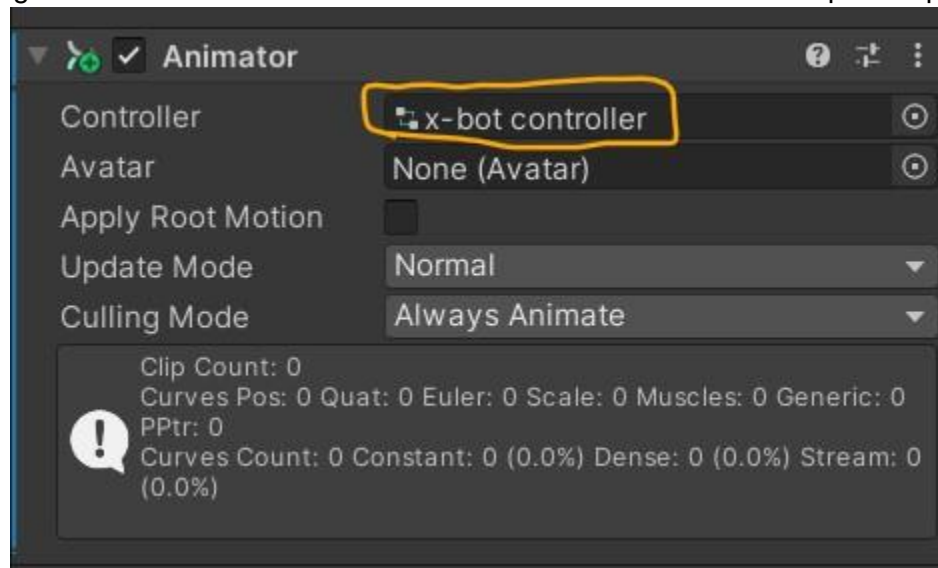 Animator
Controller x-bot controller
Avatar None (Avatar)
Apply Root Motion
Update Mode Normal
Culling Mode Always Animate
Clip Count: 0
Curves Pos: 0 Quat: 0 Euler: 0 Scale: 0 Muscles: 0 Generic: 0
PPtr: 0
Curves Count: 0 Constant: 0 (0.0%) Dense: 0 (0.0%) Stream: 0
(0.0%)